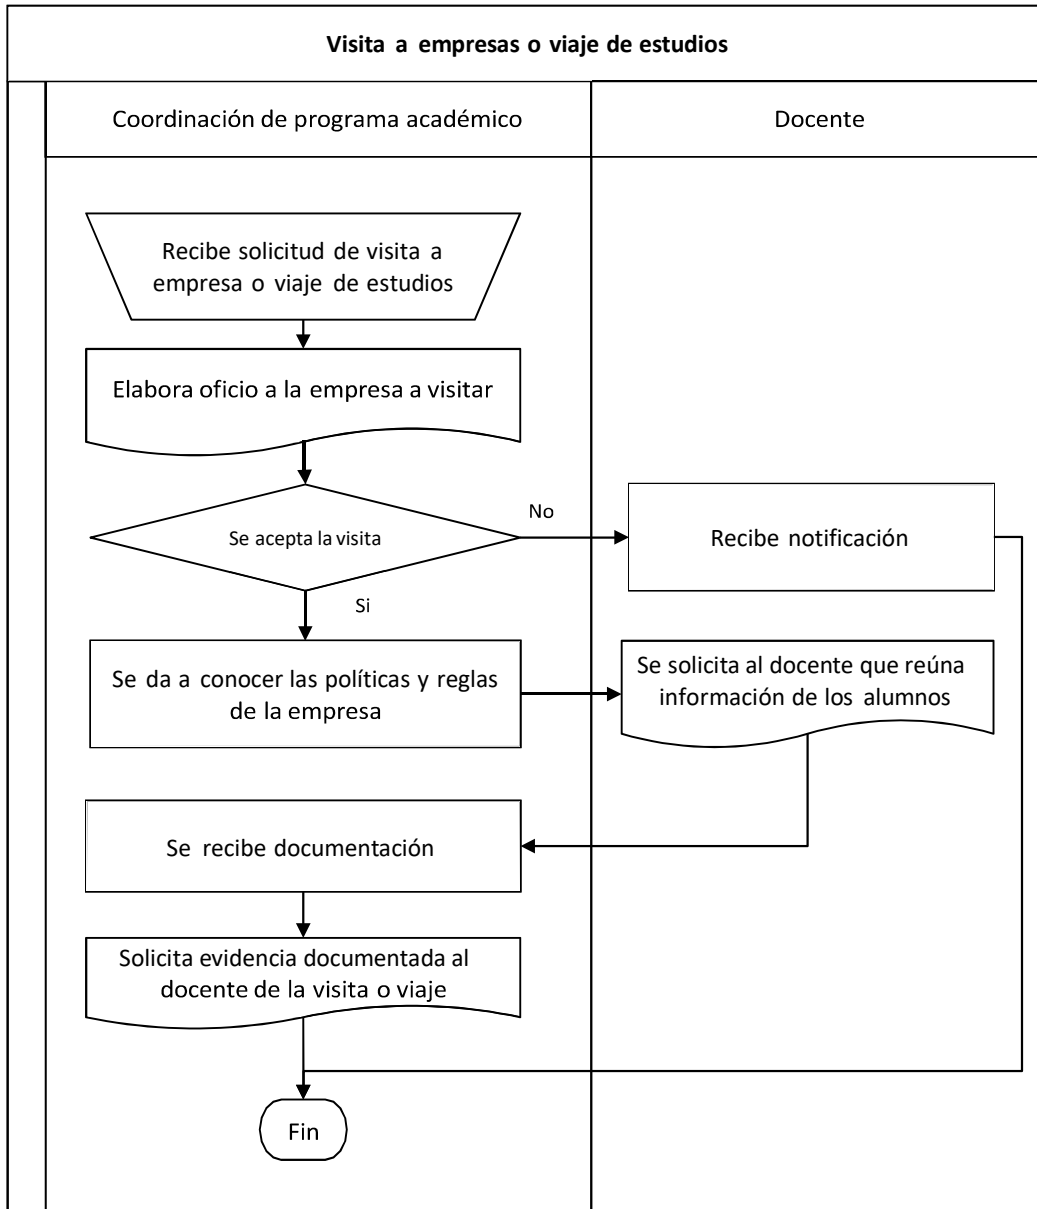 Visita a empresas o viaje de estudios
Coordinación de programa académico
Docente
Recibe solicitud de visita a
empresa o viaje de estudios
Elabora oficio a la empresa a visitar
Se acepta la visita
No
Recibe notificación
Si
Se da a conocer las políticas y reglas
de la empresa
Se solicita al docente que reúna
información de los alumnos
Se recibe documentación
Solicita evidencia documentada al
docente de la visita o viaje
Fin